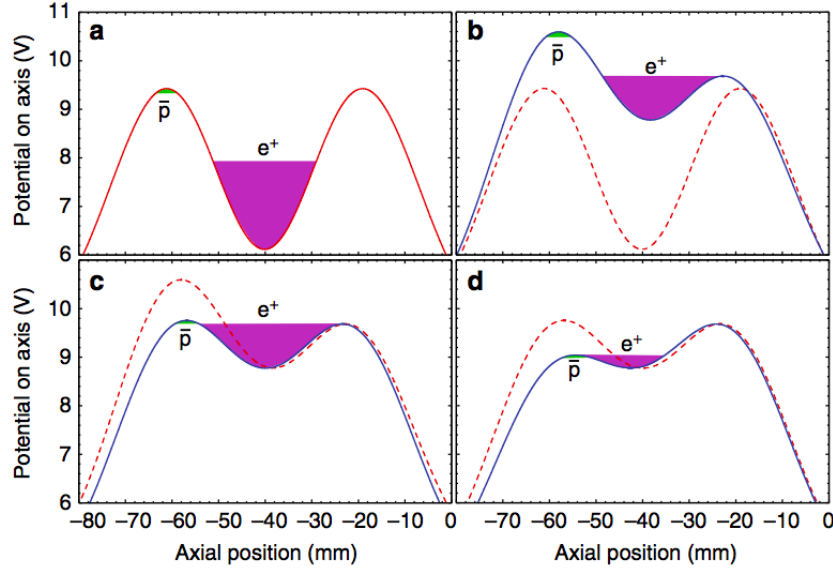 a
b
c
d
Potential on axis (V)
Potential on axis (V)
11
10
9
8
7
6
10
9
8
7
6
p̅
e⁺
p̅
e⁺
p̅
e⁺
p̅
e⁺
−80 −70 −60 −50 −40 −30 −20 −10 0
−70 −60 −50 −40 −30 −20 −10 0
Axial position (mm)
Axial position (mm)